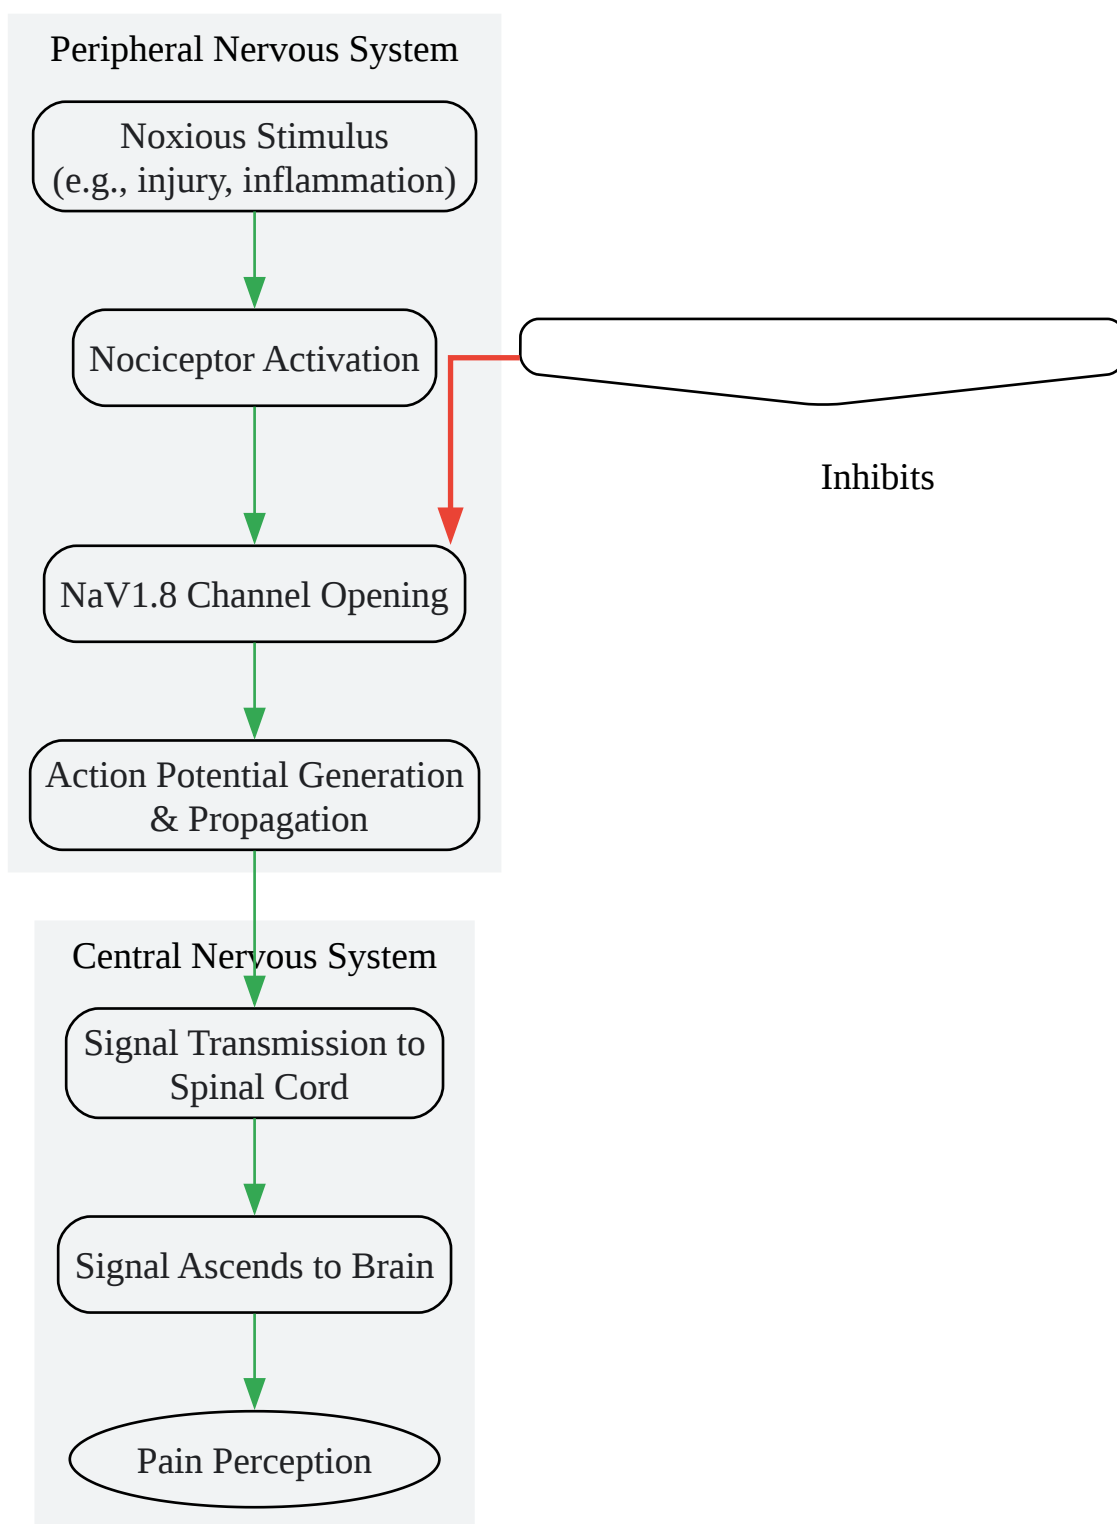 Peripheral Nervous System
Noxious Stimulus
(e.g., injury, inflammation)
Nociceptor Activation
Inhibits
NaV1.8 Channel Opening
Action Potential Generation
& Propagation
Central Nervous System
Signal Transmission to
Spinal Cord
Signal Ascends to Brain
Pain Perception